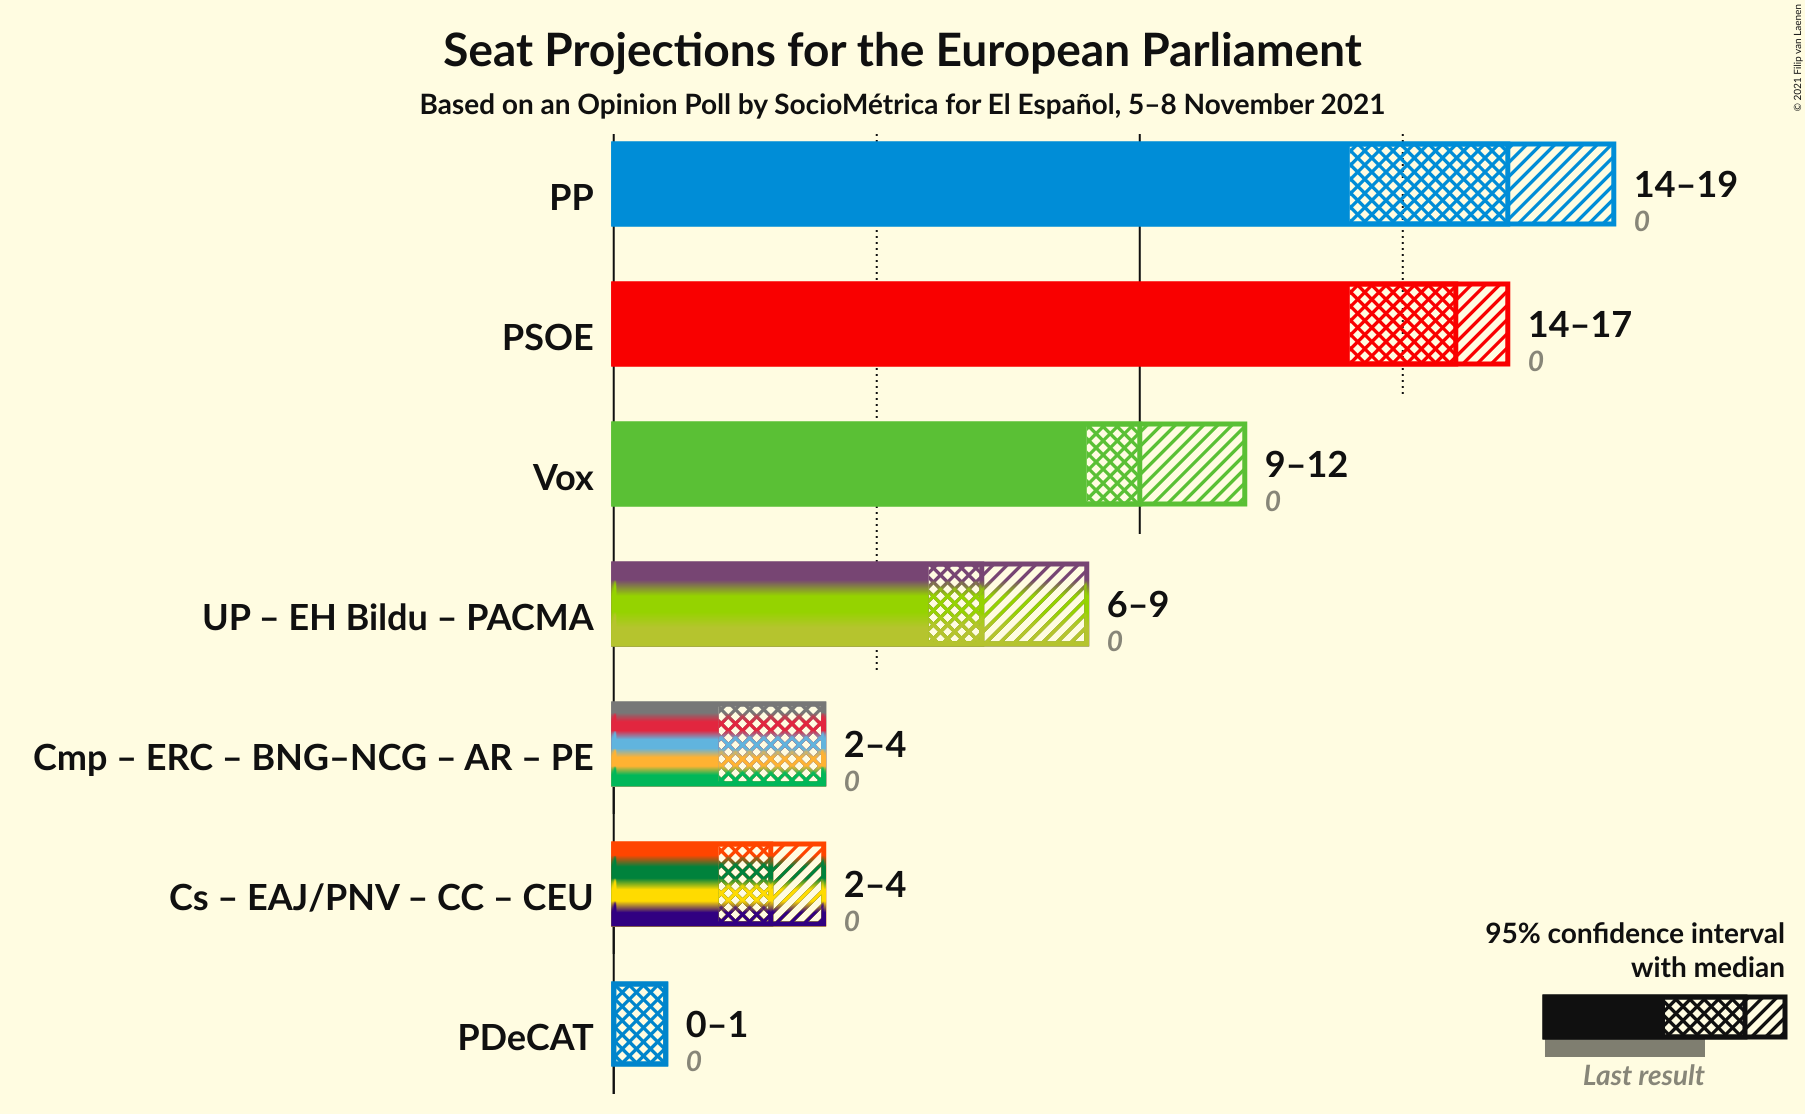 Seat Projections for the European Parliament
Based on an Opinion Poll by SocioMétrica for El Español, 5–8 November 2021
© 2021 Filip van Laenen
PP
14–19
0
PSOE
14–17
0
Vox
9–12
0
UP – EH Bildu – PACMA
6–9
0
Cmp – ERC – BNG–NCG – AR – PE
2–4
0
Cs – EAJ/PNV – CC – CEU
2–4
0
PDeCAT
0–1
0
95% confidence interval
with median
Last result